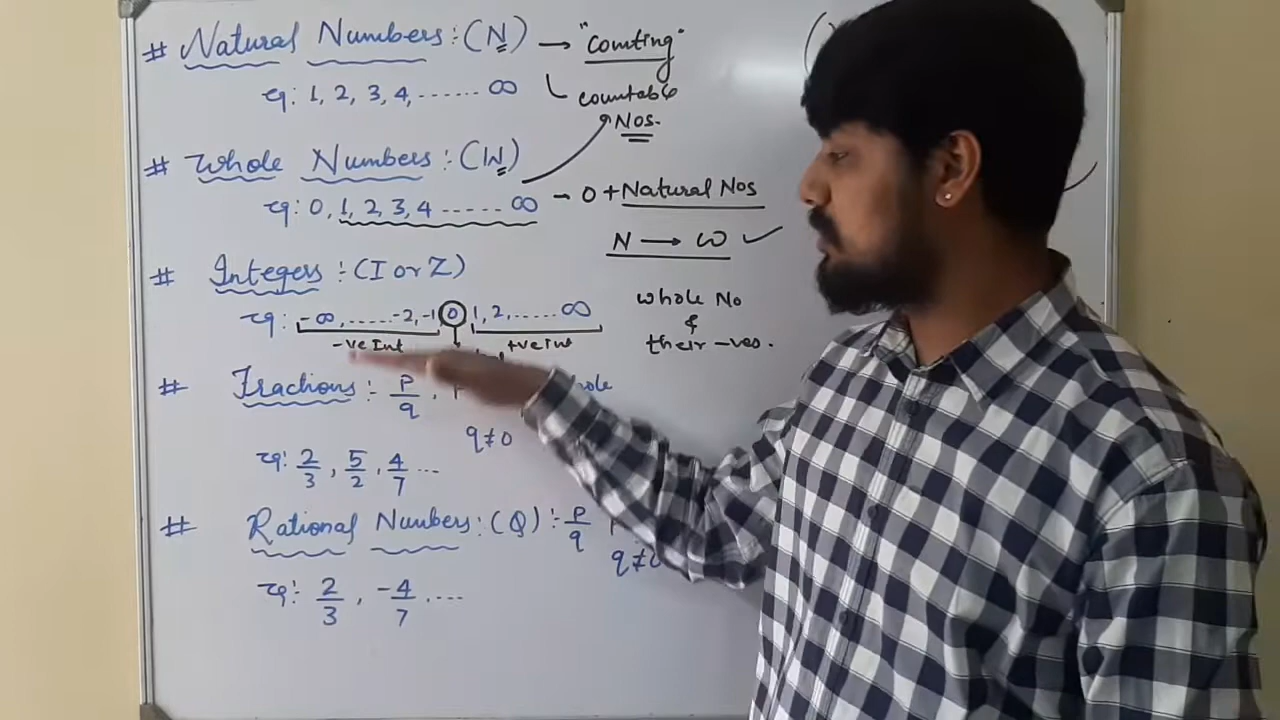 # Natural Numbers : (N) → "Counting"
eg: 1, 2, 3, 4, ....... ∞
countable
Nos.
# Whole Numbers :- (W)
eg: 0, 1, 2, 3, 4 ...... ∞ - 0 + Natural Nos
N → W ✓
# Integers :- (I or Z)
eg: -∞, ...... -2, -1 0 1, 2, ...... ∞
-ve Int +ve Int
whole No
&
their -ves.
# Fractions :- P/q,
q≠0
eg: 2/3, 5/2, 4/7 ...
# Rational Numbers : (Q) :- P/q
q≠
eg: 2/3, -4/7 ....